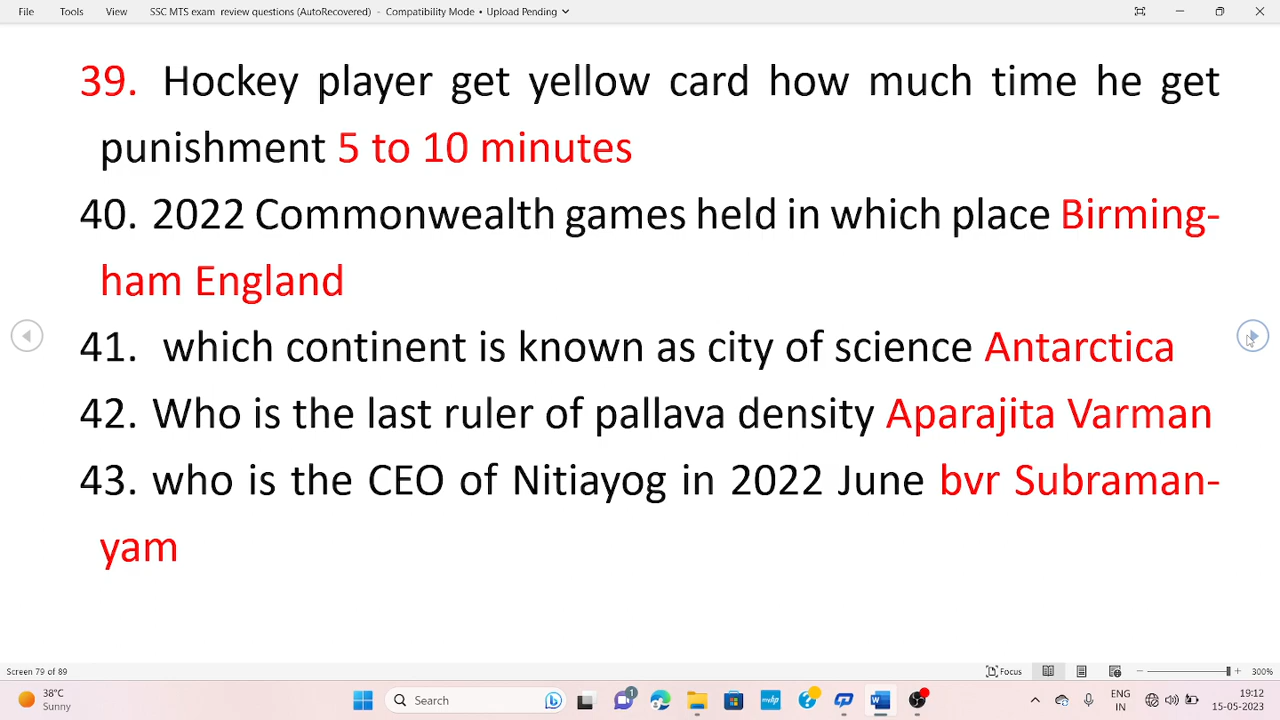 File Tools View SSC MTS exam review questions (AutoRecovered) - Compatibility Mode • Upload Pending
39. Hockey player get yellow card how much time he get
punishment 5 to 10 minutes
40. 2022 Commonwealth games held in which place Birming-
ham England
41. which continent is known as city of science Antarctica
42. Who is the last ruler of pallava density Aparajita Varman
43. who is the CEO of Nitiayog in 2022 June bvr Subraman-
yam
Screen 79 of 89 Focus 300%
38°C
Sunny
Search
1
myhp
ENG
IN
19:12
15-05-2023